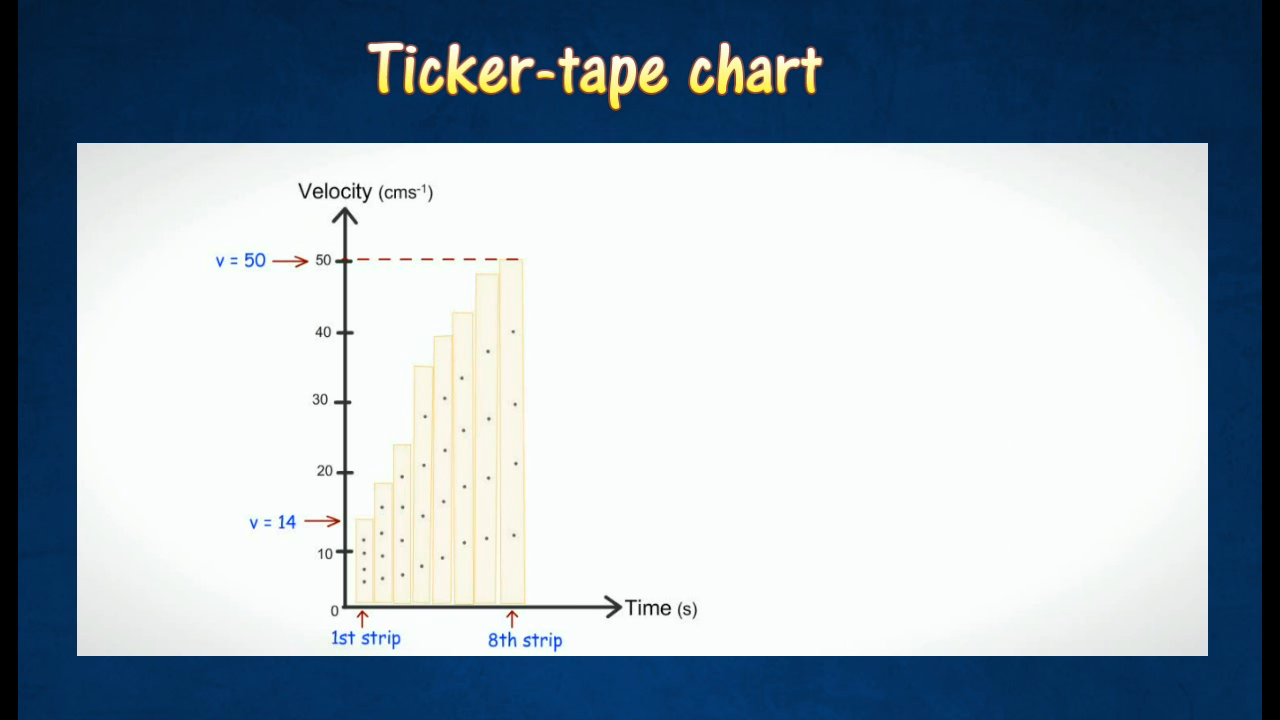 Ticker-tape chart
Velocity (cms⁻¹)
v = 50
50
40
30
20
v = 14
10
0
Time (s)
1st strip
8th strip